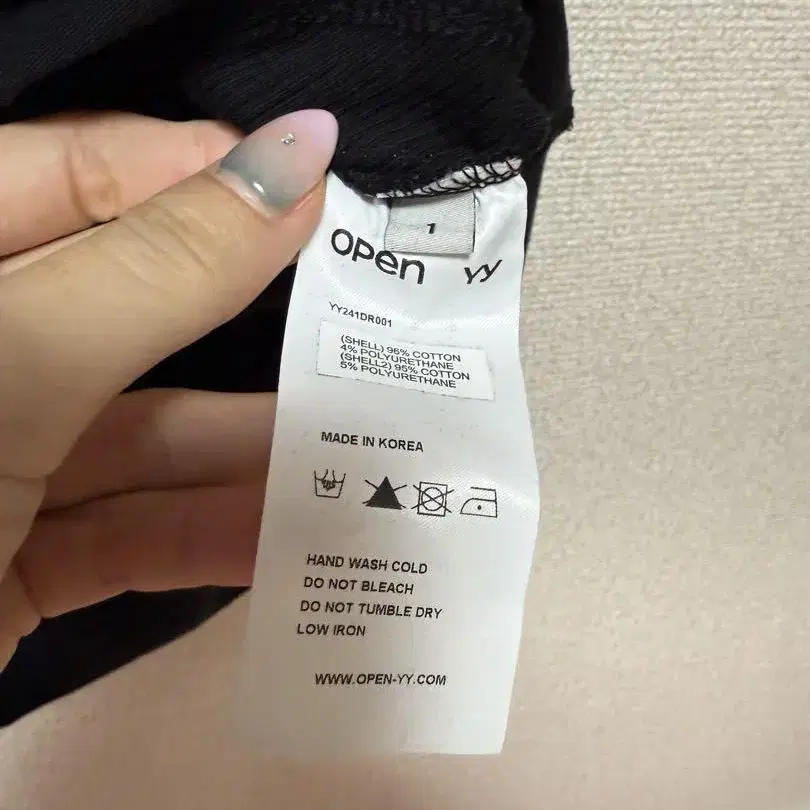 1
OPEN YY
YY241DR001
(SHELL) 96% COTTON
4% POLYURETHANE
(SHELL2) 95% COTTON
5% POLYURETHANE
MADE IN KOREA
HAND WASH COLD
DO NOT BLEACH
DO NOT TUMBLE DRY
LOW IRON
WWW.OPEN-YY.COM